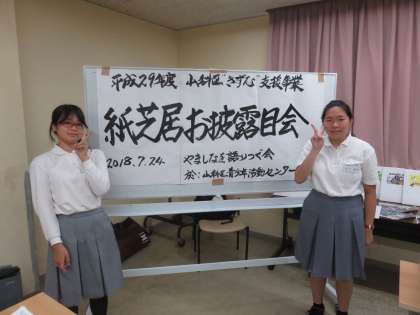 平成29年度 山科区"きずな"支援事業
紙芝居お披露目会
2018.7.24. やましなを語りつぐ会
於:山科区青少年活動センター